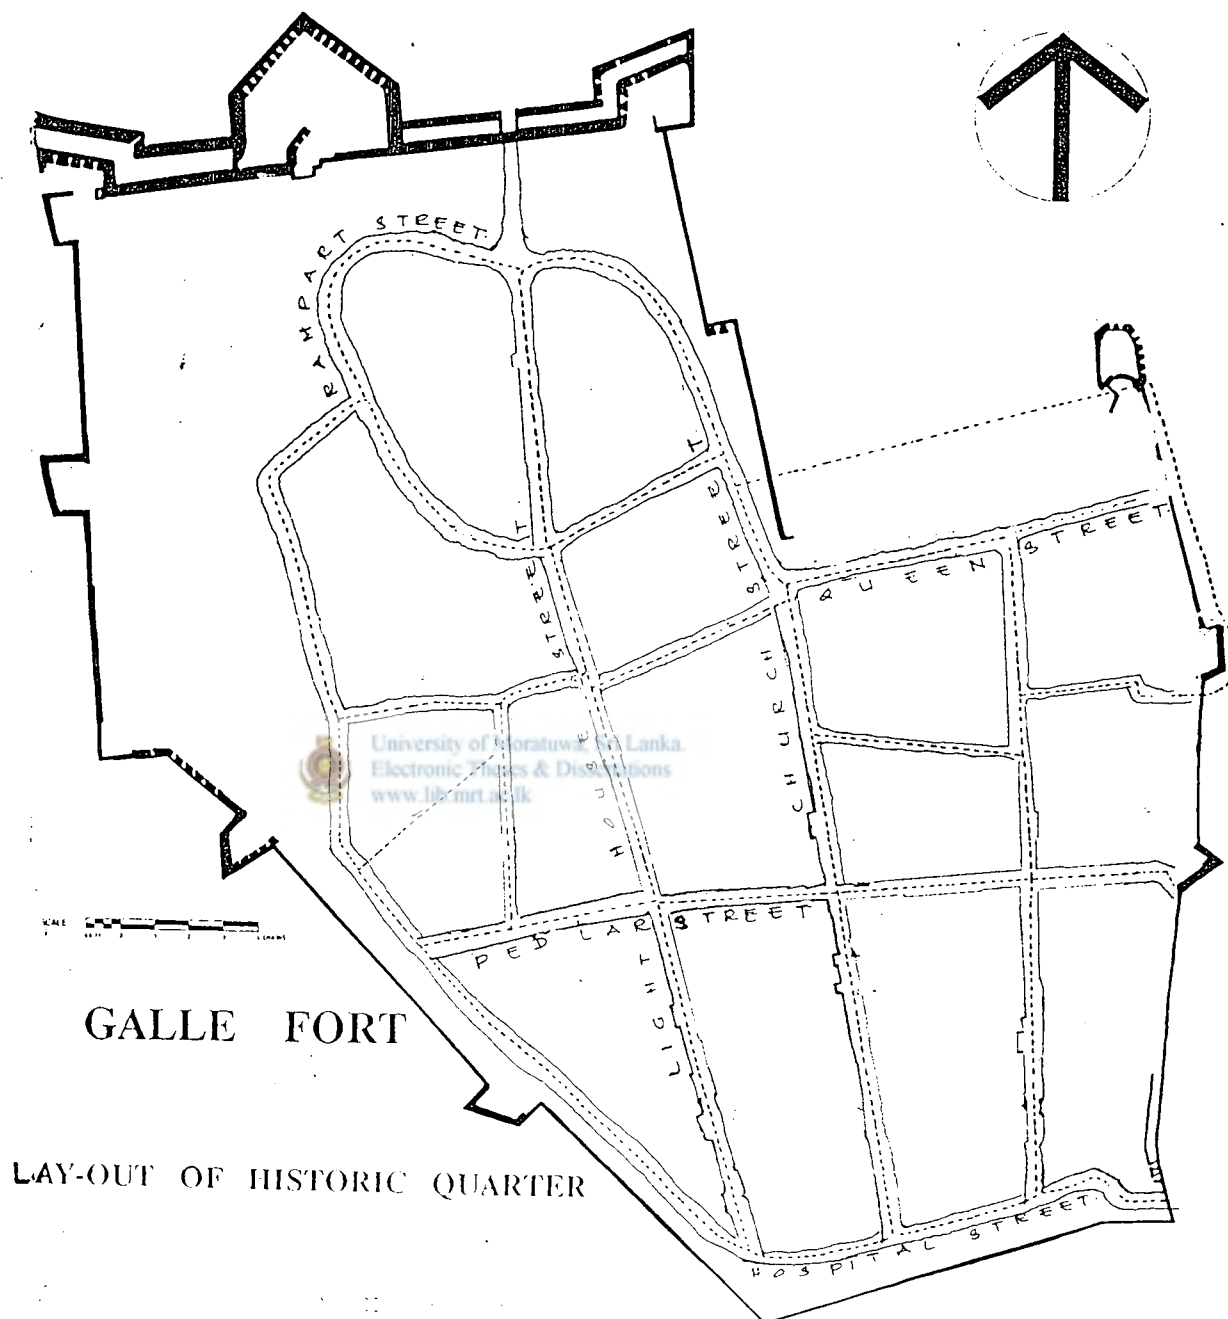 RAMPART STREET
STREET
STREET
QUEEN STREET
CHURCH
LIGHT HOUSE
PEDLAR STREET
HOSPITAL STREET
University of Moratuwa, Sri Lanka.
Electronic Theses & Dissertations
www.lib.mrt.ac.lk
SCALE
GALLE FORT
LAY-OUT OF HISTORIC QUARTER